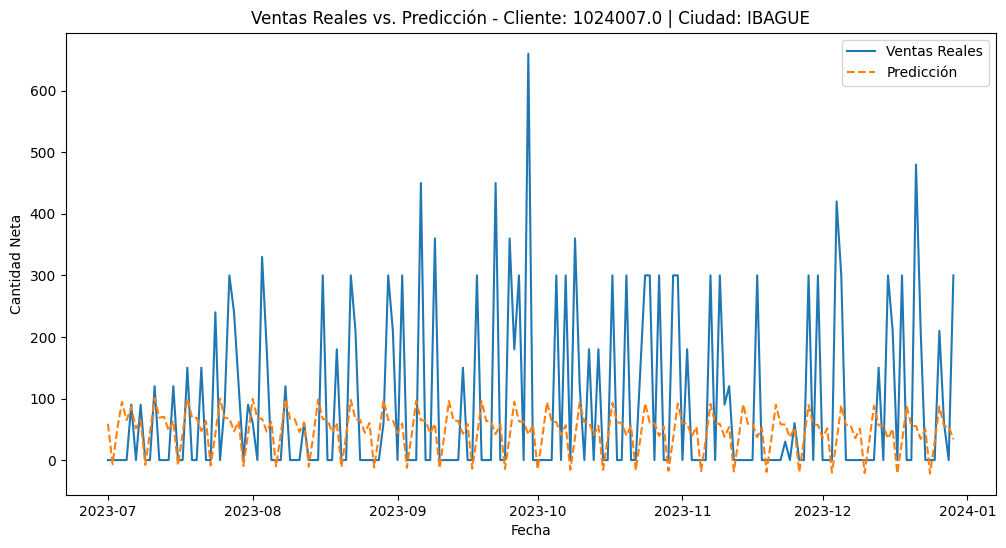 Ventas Reales vs. Predicción - Cliente: 1024007.0 | Ciudad: IBAGUE
Ventas Reales
Predicción
Cantidad Neta
600
500
400
300
200
100
0
2023-07
2023-08
2023-09
2023-10
2023-11
2023-12
2024-01
Fecha